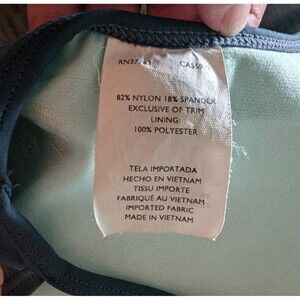 82% NYLON 18% SPANDEX
EXCLUSIVE OF TRIM
LINING:
100% POLYESTER
TELA IMPORTADA
HECHO EN VIETNAM
TISSU IMPORTE
FABRIQUÉ AU VIETNAM
IMPORTED FABRIC
MADE IN VIETNAM